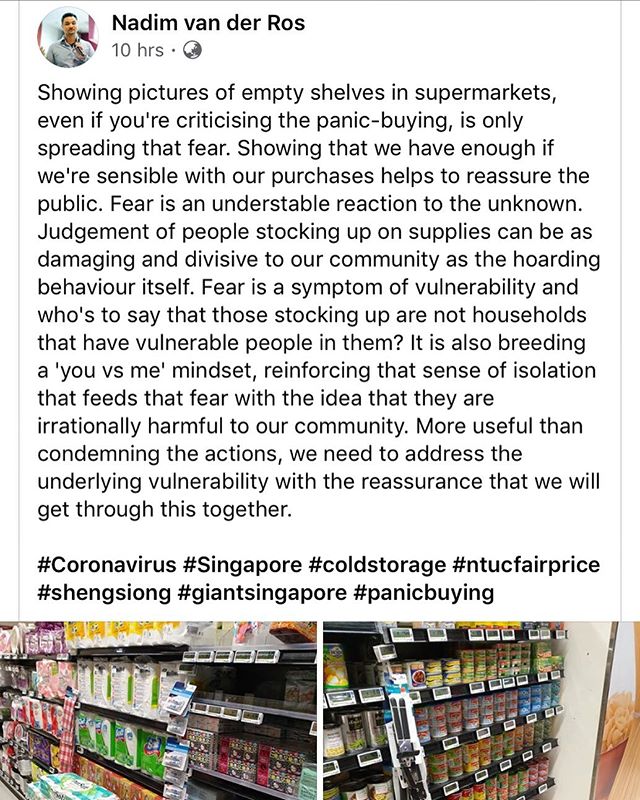 Nadim van der Ros
10 hrs ·
Showing pictures of empty shelves in supermarkets,
even if you're criticising the panic-buying, is only
spreading that fear. Showing that we have enough if
we're sensible with our purchases helps to reassure the
public. Fear is an understable reaction to the unknown.
Judgement of people stocking up on supplies can be as
damaging and divisive to our community as the hoarding
behaviour itself. Fear is a symptom of vulnerability and
who's to say that those stocking up are not households
that have vulnerable people in them? It is also breeding
a 'you vs me' mindset, reinforcing that sense of isolation
that feeds that fear with the idea that they are
irrationally harmful to our community. More useful than
condemning the actions, we need to address the
underlying vulnerability with the reassurance that we will
get through this together.
#Coronavirus #Singapore #coldstorage #ntucfairprice
#shengsiong #giantsingapore #panicbuying